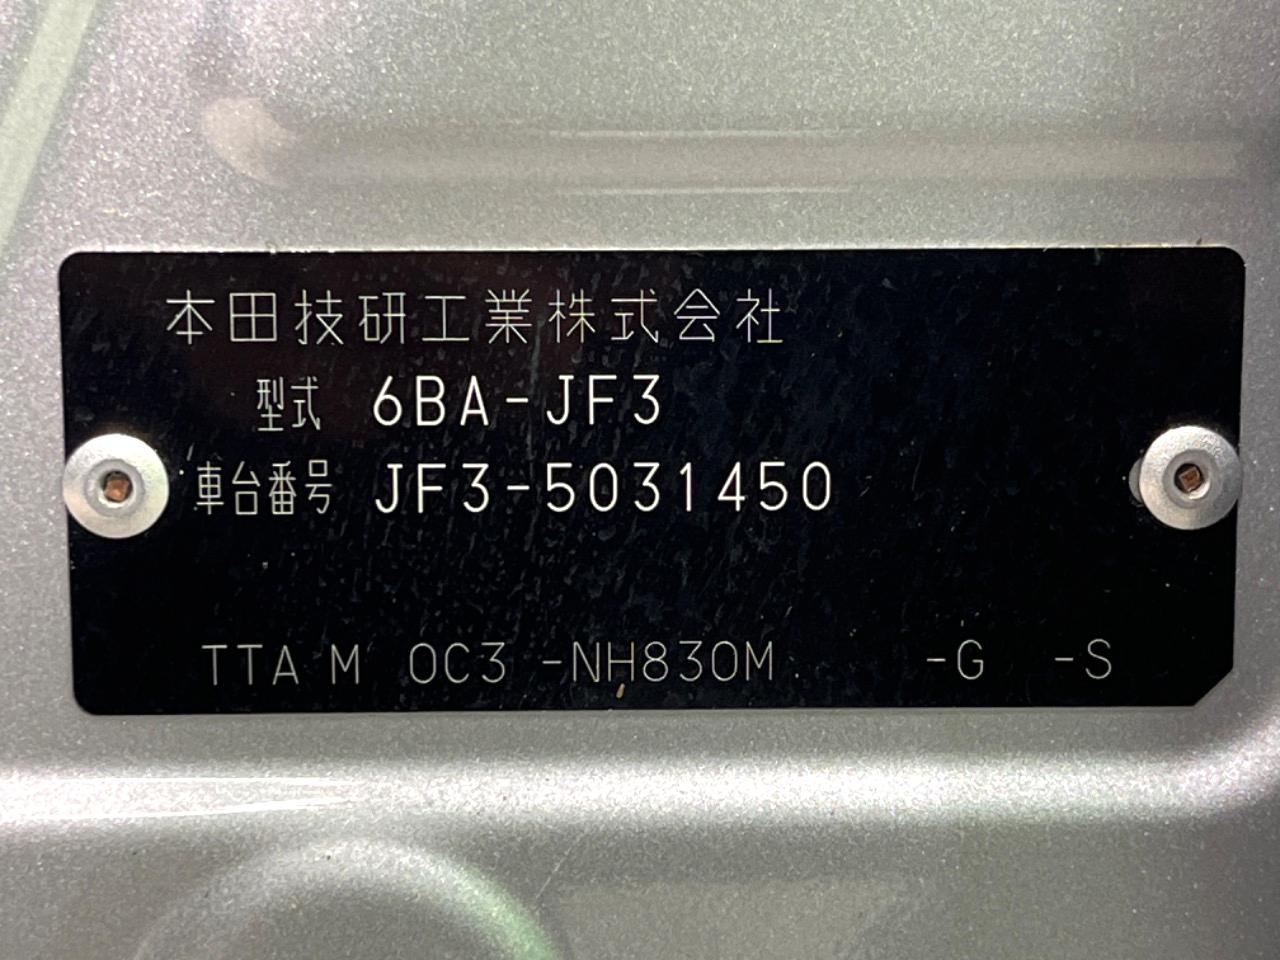 本田技研工業株式会社
型式 6BA-JF3
車台番号 JF3-5031450
TTA M 0C3 -NH830M -G -S